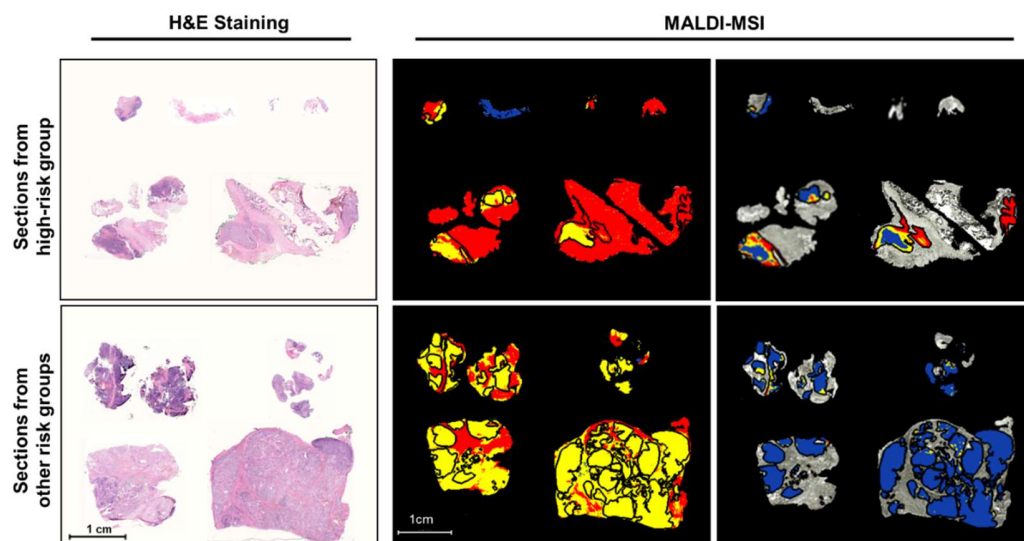 H&E Staining
MALDI-MSI
Sections from
high-risk group
Sections from
other risk groups
1 cm
1cm